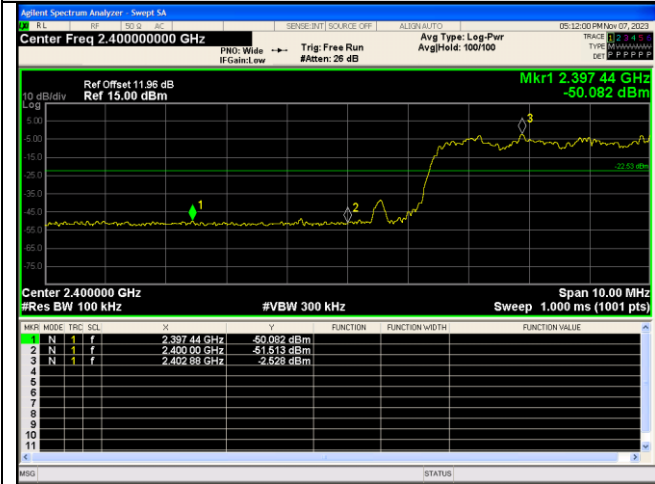 Agilent Spectrum Analyzer - Swept SA
RL RF 50 Ω AC SENSE:INT SOURCE OFF ALIGN AUTO 05:12:00 PM Nov 07, 2023
Center Freq 2.400000000 GHz PNO: Wide Trig: Free Run Avg Type: Log-Pwr TRACE 1 2 3 4 5 6
IFGain:Low #Atten: 26 dB Avg|Hold: 100/100 TYPE M
DET P P P P P P
Mkr1 2.397 44 GHz
-50.082 dBm
Ref Offset 11.96 dB
10 dB/div Ref 15.00 dBm
Log
5.00
-5.00
-15.0
-25.0
-35.0
-45.0
-55.0
-65.0
-75.0
3
-22.53 dBm
1
2
Center 2.400000 GHz Span 10.00 MHz
#Res BW 100 kHz #VBW 300 kHz Sweep 1.000 ms (1001 pts)
MKR MODE TRC SCL X Y FUNCTION FUNCTION WIDTH FUNCTION VALUE
1 N 1 f 2.397 44 GHz -50.082 dBm
2 N 1 f 2.400 00 GHz -51.513 dBm
3 N 1 f 2.402 88 GHz -2.528 dBm
4
5
6
7
8
9
10
11
MSG STATUS